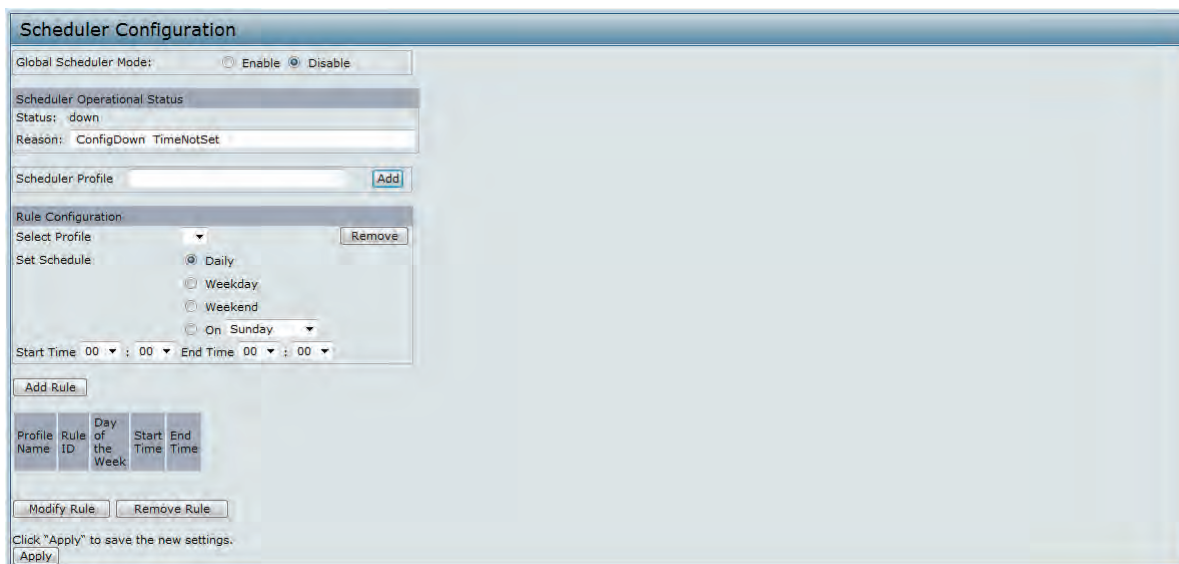 Scheduler Configuration
Global Scheduler Mode: Enable Disable
Scheduler Operational Status
Status: down
Reason: ConfigDown TimeNotSet
Scheduler Profile Add
Rule Configuration
Select Profile Remove
Set Schedule Daily
Weekday
Weekend
On Sunday
Start Time 00 : 00 End Time 00 : 00
Add Rule
Profile Name Rule ID Day of the Week Start Time End Time
Modify Rule Remove Rule
Click "Apply" to save the new settings.
Apply